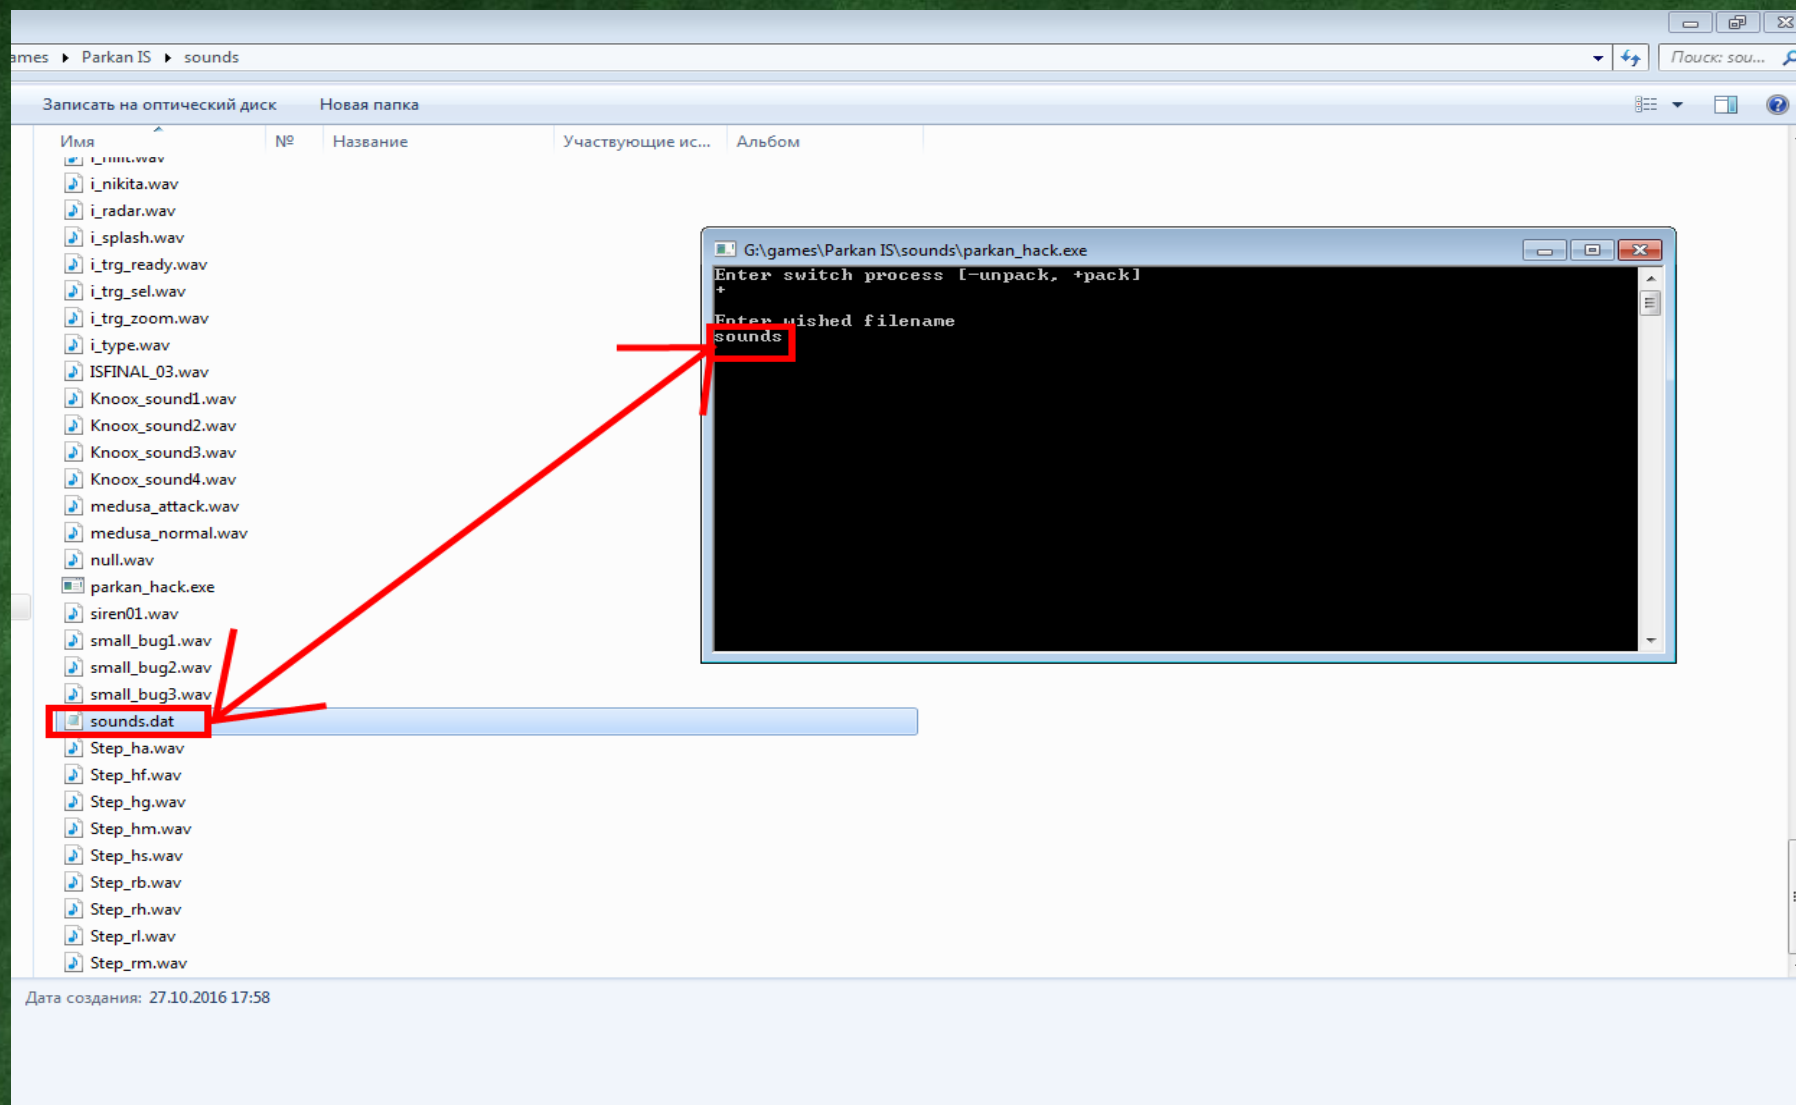 ames ▸ Parkan IS ▸ sounds
Поиск: sou...
Записать на оптический диск Новая папка
Имя № Название Участвующие ис... Альбом
i_nikita.wav
i_radar.wav
i_splash.wav
i_trg_ready.wav
i_trg_sel.wav
i_trg_zoom.wav
i_type.wav
ISFINAL_03.wav
Knoox_sound1.wav
Knoox_sound2.wav
Knoox_sound3.wav
Knoox_sound4.wav
medusa_attack.wav
medusa_normal.wav
null.wav
parkan_hack.exe
siren01.wav
small_bug1.wav
small_bug2.wav
small_bug3.wav
sounds.dat
Step_ha.wav
Step_hf.wav
Step_hg.wav
Step_hm.wav
Step_hs.wav
Step_rb.wav
Step_rh.wav
Step_rl.wav
Step_rm.wav
G:\games\Parkan IS\sounds\parkan_hack.exe
Enter switch process [-unpack, +pack]
+
Enter wished filename
sounds
Дата создания: 27.10.2016 17:58